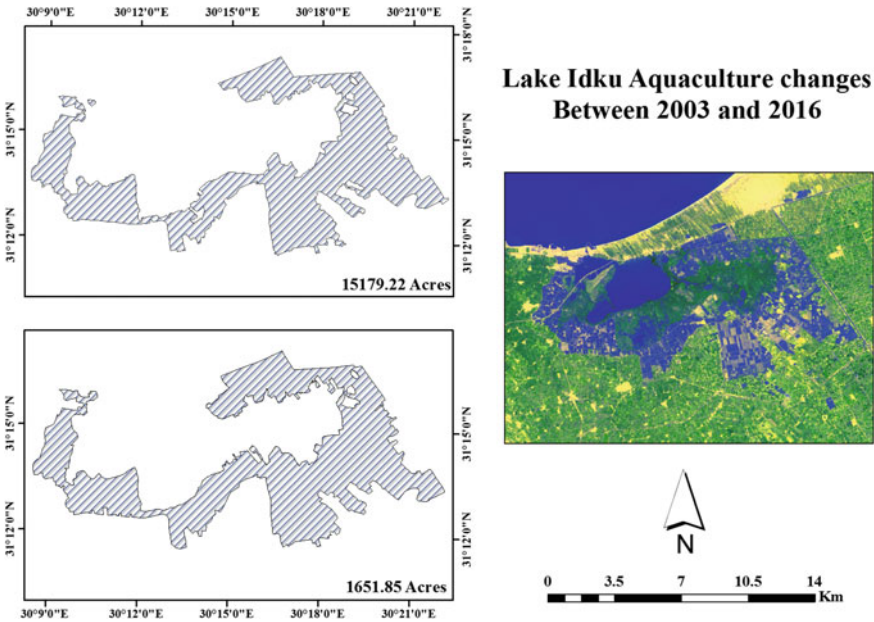 30°9'0"E 30°12'0"E 30°15'0"E 30°18'0"E 30°21'0"E
31°18'0"N
31°15'0"N
31°12'0"N
31°15'0"N
31°12'0"N
15179.22 Acres
31°15'0"N
31°12'0"N
31°15'0"N
31°12'0"N
1651.85 Acres
30°9'0"E 30°12'0"E 30°15'0"E 30°18'0"E 30°21'0"E
Lake Idku Aquaculture changes
Between 2003 and 2016
N
0 3.5 7 10.5 14
Km